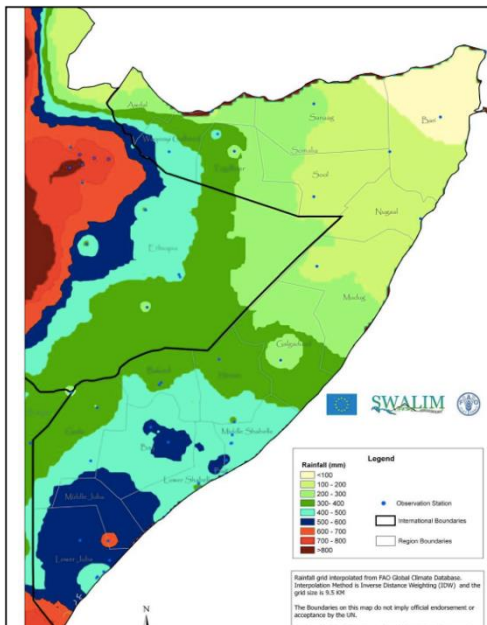 Awdal
Woqooyi Galbeed
Sanaag
Bari
Togdheer
Sool
Nugaal
Ethiopia
Mudug
Galgaduud
Bakool
Hiraan
Gedo
Middle Shabelle
Lower Shabelle
Middle Juba
Lower Juba
SWALIM
Legend
Rainfall (mm)
<100
100 - 200
200 - 300
300- 400
400 - 500
500 - 600
600 - 700
700 - 800
>800
Observation Station
International Boundaries
Region Boundaries
Rainfall grid interpolated from FAO Global Climate Database.
Interpolation Method is Inverse Distance Weighting (IDW) and the
grid size is 9.5 KM
The Boundaries on this map do not imply official endorsement or
acceptance by the UN.
N